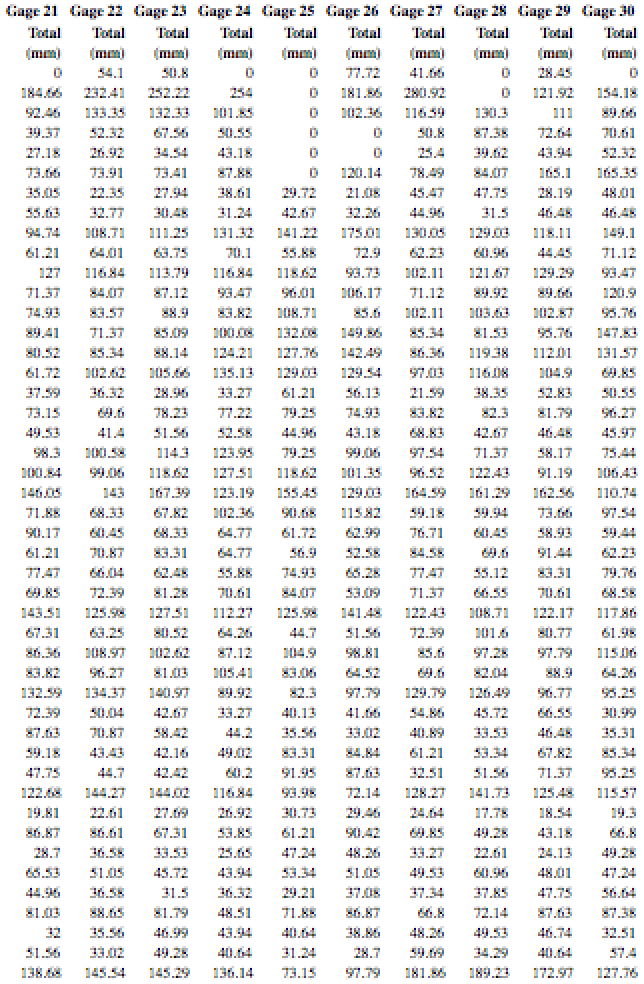 Gage 21 Gage 22 Gage 23 Gage 24 Gage 25 Gage 26 Gage 27 Gage 28 Gage 29 Gage 30
Total Total Total Total Total Total Total Total Total Total
(mm) (mm) (mm) (mm) (mm) (mm) (mm) (mm) (mm) (mm)
0 54.1 50.8 0 0 77.72 41.66 0 28.45 0
184.66 232.41 252.22 254 0 181.86 280.92 0 121.92 154.18
92.46 133.35 132.33 101.85 0 102.36 116.59 130.3 111 89.66
39.37 52.32 67.56 50.55 0 0 50.8 87.38 72.64 70.61
27.18 26.92 34.54 43.18 0 0 25.4 39.62 43.94 52.32
73.66 73.91 73.41 87.88 0 120.14 78.49 84.07 165.1 165.35
35.05 22.35 27.94 38.61 29.72 21.08 45.47 47.75 28.19 48.01
55.63 32.77 30.48 31.24 42.67 32.26 44.96 31.5 46.48 46.48
94.74 108.71 111.25 131.32 141.22 175.01 130.05 129.03 118.11 149.1
61.21 64.01 63.75 70.1 55.88 72.9 62.23 60.96 44.45 71.12
127 116.84 113.79 116.84 118.62 93.73 102.11 121.67 129.29 93.47
71.37 84.07 87.12 93.47 96.01 106.17 71.12 89.92 89.66 120.9
74.93 83.57 88.9 83.82 108.71 85.6 102.11 103.63 102.87 95.76
89.41 71.37 85.09 100.08 132.08 149.86 85.34 81.53 95.76 147.83
80.52 85.34 88.14 124.21 127.76 142.49 86.36 119.38 112.01 131.57
61.72 102.62 105.66 135.13 129.03 129.54 97.03 116.08 104.9 69.85
37.59 36.32 28.96 33.27 61.21 56.13 21.59 38.35 52.83 50.55
73.15 69.6 78.23 77.22 79.25 74.93 83.82 82.3 81.79 96.27
49.53 41.4 51.56 52.58 44.96 43.18 68.83 42.67 46.48 45.97
98.3 100.58 114.3 123.95 79.25 99.06 97.54 71.37 58.17 75.44
100.84 99.06 118.62 127.51 118.62 101.35 96.52 122.43 91.19 106.43
146.05 143 167.39 123.19 155.45 129.03 164.59 161.29 162.56 110.74
71.88 68.33 67.82 102.36 90.68 115.82 59.18 59.94 73.66 97.54
90.17 60.45 68.33 64.77 61.72 62.99 76.71 60.45 58.93 59.44
61.21 70.87 83.31 64.77 56.9 52.58 84.58 69.6 91.44 62.23
77.47 66.04 62.48 55.88 74.93 65.28 77.47 55.12 83.31 79.76
69.85 72.39 81.28 70.61 84.07 53.09 71.37 66.55 70.61 68.58
143.51 125.98 127.51 112.27 125.98 141.48 122.43 108.71 122.17 117.86
67.31 63.25 80.52 64.26 44.7 51.56 72.39 101.6 80.77 61.98
86.36 108.97 102.62 87.12 104.9 98.81 85.6 97.28 97.79 115.06
83.82 96.27 81.03 105.41 83.06 64.52 69.6 82.04 88.9 64.26
132.59 134.37 140.97 89.92 82.3 97.79 129.79 126.49 96.77 95.25
72.39 50.04 42.67 33.27 40.13 41.66 54.86 45.72 66.55 30.99
87.63 70.87 58.42 44.2 35.56 33.02 40.89 33.53 46.48 35.31
59.18 43.43 42.16 49.02 83.31 84.84 61.21 53.34 67.82 85.34
47.75 44.7 42.42 60.2 91.95 87.63 32.51 51.56 71.37 95.25
122.68 144.27 144.02 116.84 93.98 72.14 128.27 141.73 125.48 115.57
19.81 22.61 27.69 26.92 30.73 29.46 24.64 17.78 18.54 19.3
86.87 86.61 67.31 53.85 61.21 90.42 69.85 49.28 43.18 66.8
28.7 36.58 33.53 25.65 47.24 48.26 33.27 22.61 24.13 49.28
65.53 51.05 45.72 43.94 53.34 51.05 49.53 60.96 48.01 47.24
44.96 36.58 31.5 36.32 29.21 37.08 37.34 37.85 47.75 56.64
81.03 88.65 81.79 48.51 71.88 86.87 66.8 72.14 87.63 87.38
32 35.56 46.99 43.94 40.64 38.86 48.26 49.53 46.74 32.51
51.56 33.02 49.28 40.64 31.24 28.7 59.69 34.29 40.64 57.4
138.68 145.54 145.29 136.14 73.15 97.79 181.86 189.23 172.97 127.76